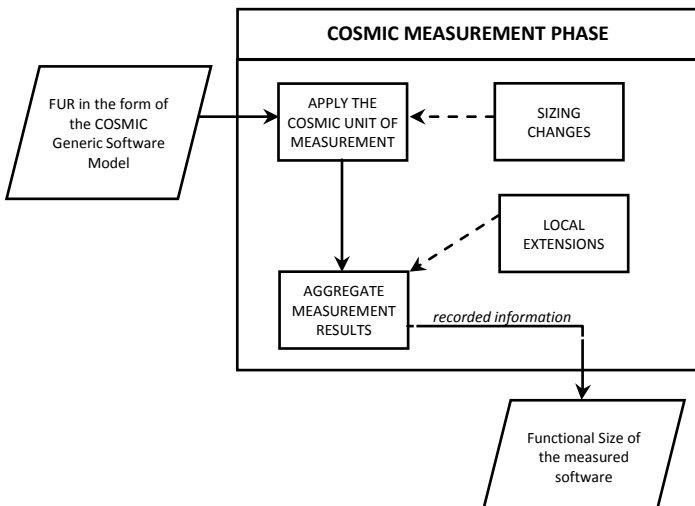 COSMIC MEASUREMENT PHASE
FUR in the form of
the COSMIC
Generic Software
Model
APPLY THE
COSMIC UNIT OF
MEASUREMENT
SIZING
CHANGES
LOCAL
EXTENSIONS
AGGREGATE
MEASUREMENT
RESULTS
recorded information
Functional Size of
the measured
software